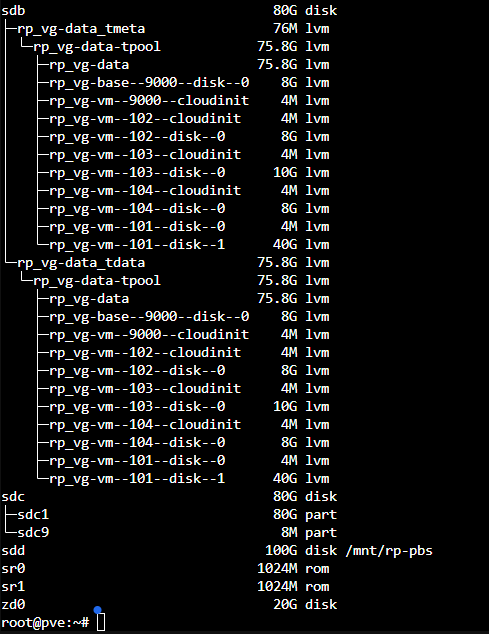 sdb                             80G disk
├─rp_vg-data_tmeta              76M lvm
│ └─rp_vg-data-tpool          75.8G lvm
│   ├─rp_vg-data              75.8G lvm
│   ├─rp_vg-base--9000--disk--0    8G lvm
│   ├─rp_vg-vm--9000--cloudinit    4M lvm
│   ├─rp_vg-vm--102--cloudinit     4M lvm
│   ├─rp_vg-vm--102--disk--0       8G lvm
│   ├─rp_vg-vm--103--cloudinit     4M lvm
│   ├─rp_vg-vm--103--disk--0      10G lvm
│   ├─rp_vg-vm--104--cloudinit     4M lvm
│   ├─rp_vg-vm--104--disk--0       8G lvm
│   ├─rp_vg-vm--101--disk--0       4M lvm
│   └─rp_vg-vm--101--disk--1      40G lvm
└─rp_vg-data_tdata            75.8G lvm
  └─rp_vg-data-tpool          75.8G lvm
    ├─rp_vg-data              75.8G lvm
    ├─rp_vg-base--9000--disk--0    8G lvm
    ├─rp_vg-vm--9000--cloudinit    4M lvm
    ├─rp_vg-vm--102--cloudinit     4M lvm
    ├─rp_vg-vm--102--disk--0       8G lvm
    ├─rp_vg-vm--103--cloudinit     4M lvm
    ├─rp_vg-vm--103--disk--0      10G lvm
    ├─rp_vg-vm--104--cloudinit     4M lvm
    ├─rp_vg-vm--104--disk--0       8G lvm
    ├─rp_vg-vm--101--disk--0       4M lvm
    └─rp_vg-vm--101--disk--1      40G lvm
sdc                             80G disk
├─sdc1                          80G part
└─sdc9                           8M part
sdd                            100G disk /mnt/rp-pbs
sr0                           1024M rom
sr1                           1024M rom
zd0                             20G disk
root@pve:~#